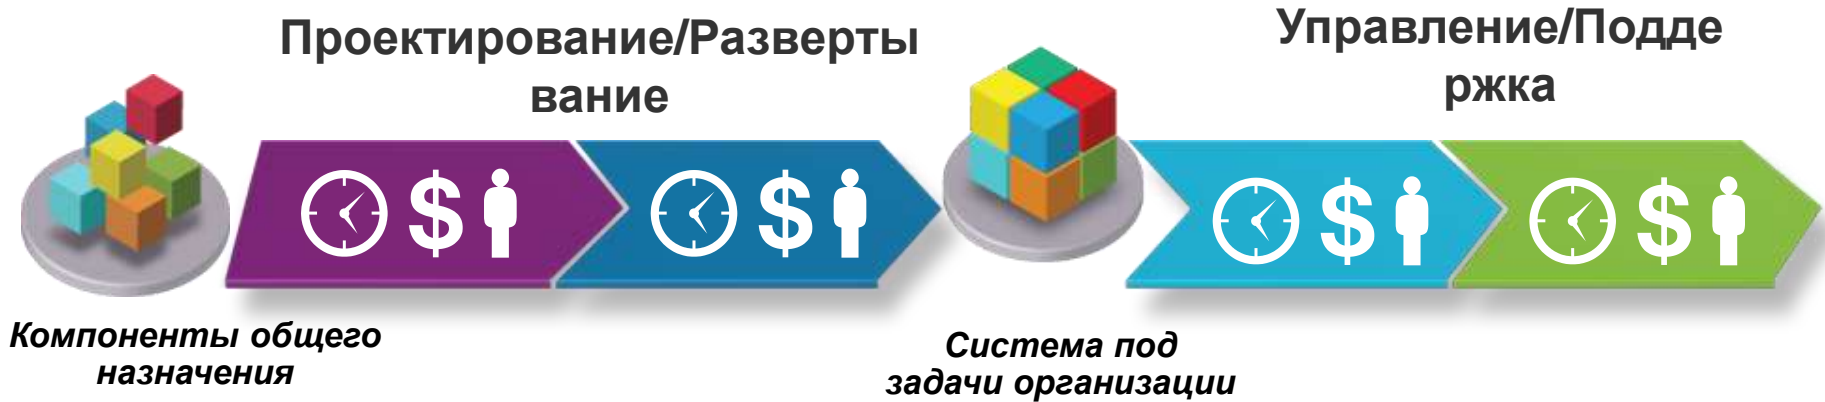 Проектирование/Разверты
вание
Управление/Подде
ржка
$
$
$
$
Компоненты общего
назначения
Система под
задачи организации